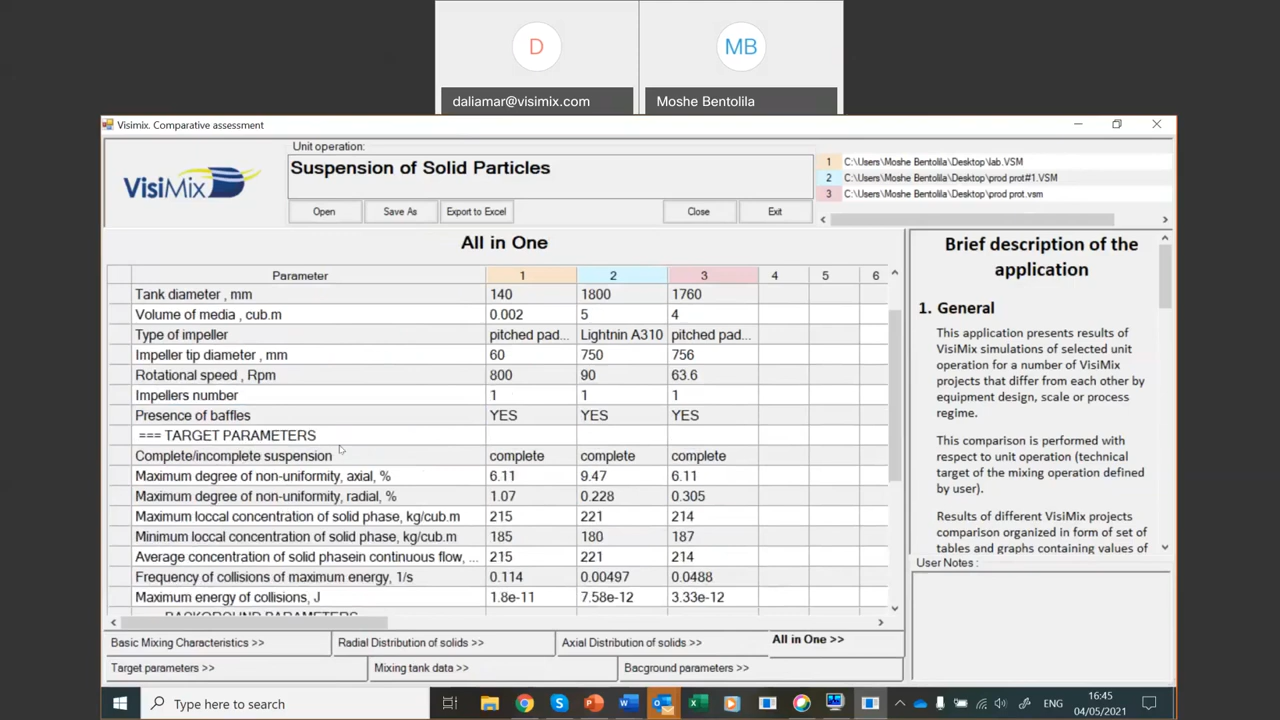 D
MB
daliamar@visimix.com
Moshe Bentolila
Visimix. Comparative assessment
VisiMix
Unit operation:
Suspension of Solid Particles
Open
Save As
Export to Excel
Close
Exit
1 C:\Users\Moshe Bentolila\Desktop\lab.VSM
2 C:\Users\Moshe Bentolila\Desktop\prod prot#1.VSM
3 C:\Users\Moshe Bentolila\Desktop\prod prot.vsm
All in One
Parameter 1 2 3 4 5 6
Tank diameter , mm 140 1800 1760
Volume of media , cub.m 0.002 5 4
Type of impeller pitched pad... Lightnin A310 pitched pad...
Impeller tip diameter , mm 60 750 756
Rotational speed , Rpm 800 90 63.6
Impellers number 1 1 1
Presence of baffles YES YES YES
=== TARGET PARAMETERS
Complete/incomplete suspension complete complete complete
Maximum degree of non-uniformity, axial, % 6.11 9.47 6.11
Maximum degree of non-uniformity, radial, % 1.07 0.228 0.305
Maximum loccal concentration of solid phase, kg/cub.m 215 221 214
Minimum loccal concentration of solid phase, kg/cub.m 185 180 187
Average concentration of solid phasein continuous flow, ... 215 221 214
Frequency of collisions of maximum energy, 1/s 0.114 0.00497 0.0488
Maximum energy of collisions, J 1.8e-11 7.58e-12 3.33e-12
BACKGROUND PARAMETERS
Brief description of the
application
1. General
This application presents results of
VisiMix simulations of selected unit
operation for a number of VisiMix
projects that differ from each other by
equipment design, scale or process
regime.
This comparison is performed with
respect to unit operation (technical
target of the mixing operation defined
by user).
Results of different VisiMix projects
comparison organized in form of set of
tables and graphs containing values of
User Notes :
Basic Mixing Characteristics >>
Radial Distribution of solids >>
Axial Distribution of solids >>
All in One >>
Target parameters >>
Mixing tank data >>
Bacground parameters >>
Type here to search
ENG
16:45
04/05/2021